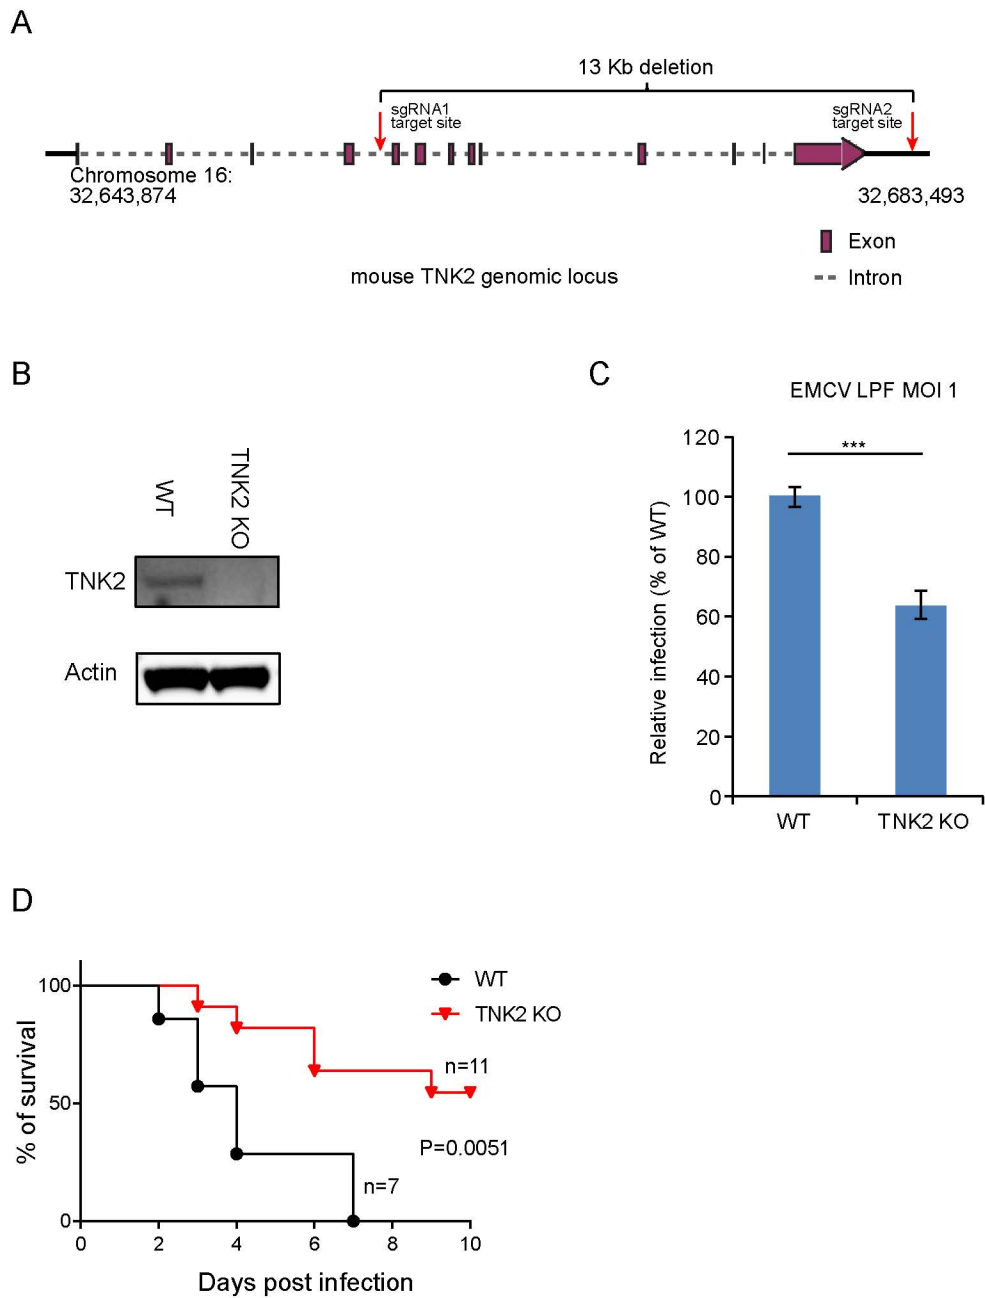 A
13 Kb deletion
sgRNA1
target site
sgRNA2
target site
Chromosome 16:
32,643,874
32,683,493
Exon
mouse TNK2 genomic locus
Intron
B
WT
TNK2 KO
TNK2
Actin
C
EMCV LPF MOI 1
***
120
100
80
60
40
20
0
Relative infection (% of WT)
WT
TNK2 KO
D
WT
TNK2 KO
100
50
0
% of survival
n=11
P=0.0051
n=7
0 2 4 6 8 10
Days post infection